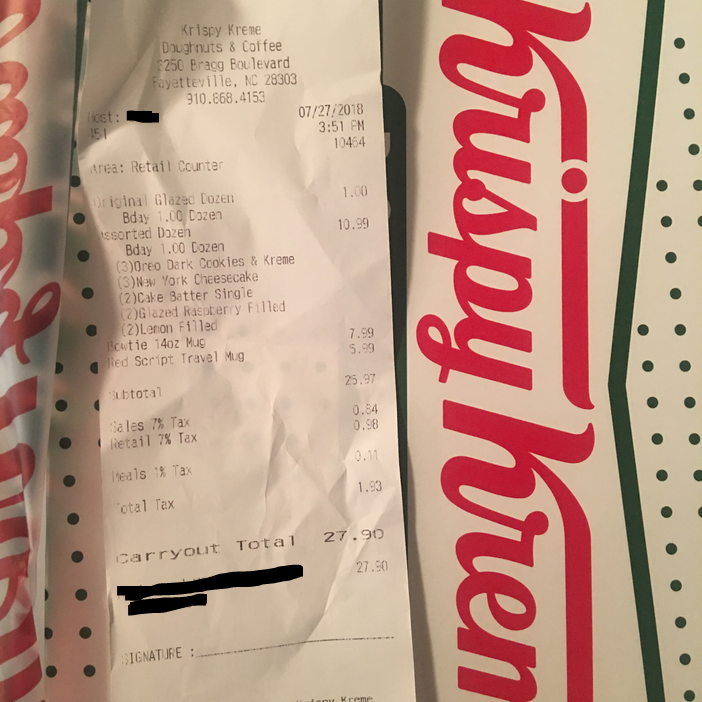 Krispy Kreme
Doughnuts & Coffee
3250 Bragg Boulevard
Fayetteville, NC 28303
910.868.4153
Host:
07/27/2018
151
3:51 PM
10464
Area: Retail Counter
Original Glazed Dozen 1.00
Bday 1.00 Dozen
Assorted Dozen 10.99
Bday 1.00 Dozen
(3)Oreo Dark Cookies & Kreme
(3)New York Cheesecake
(2)Cake Batter Single
(2)Glazed Raspberry Filled
(2)Lemon Filled
Bowtie 14oz Mug 7.99
Red Script Travel Mug 5.99
Subtotal 25.97
Sales 7% Tax 0.84
Retail 7% Tax 0.98
Meals 1% Tax 0.11
Total Tax 1.93
Carryout Total 27.90
27.90
SIGNATURE :
Krispy Kreme
Krispy Krem